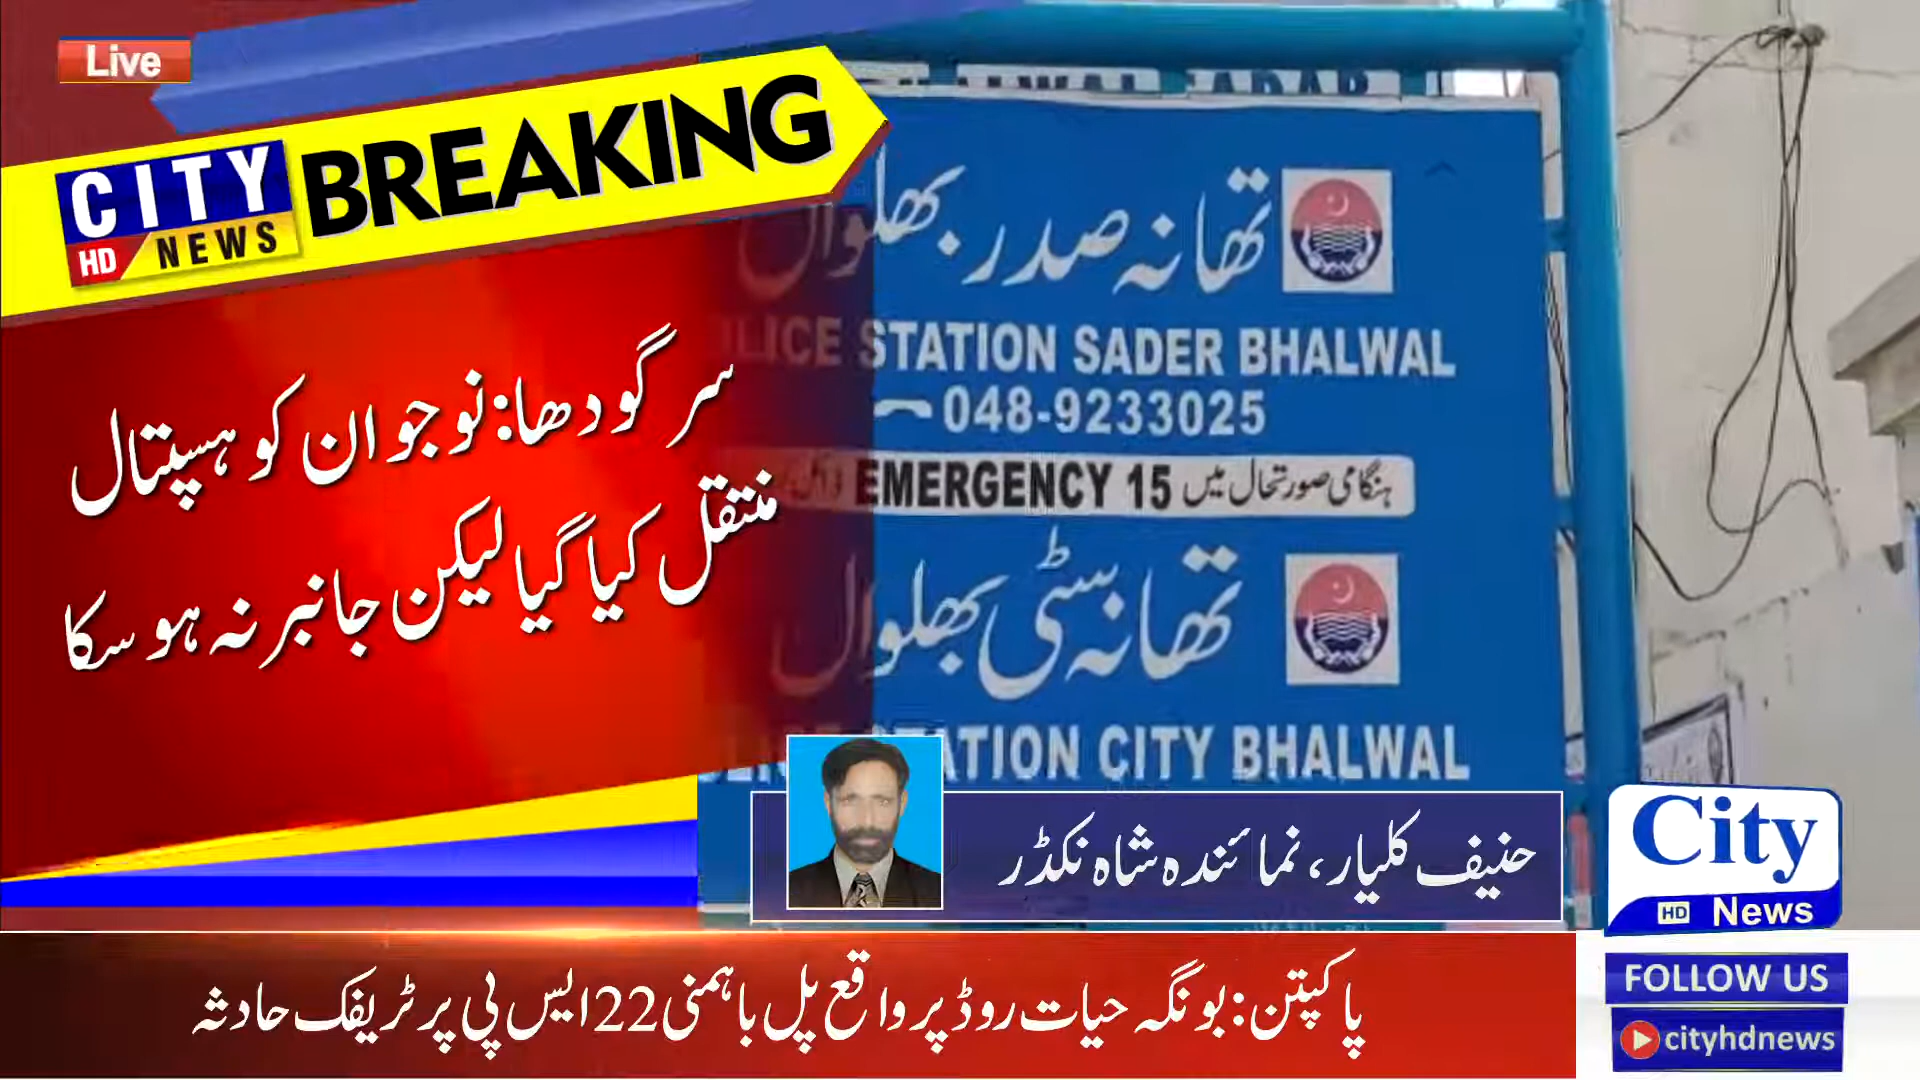 Live
CITY
HD NEWS
BREAKING
سرگودھا: نوجوان کو ہسپتال
منتقل کیا گیا لیکن جانبر نہ ہو سکا
تھانہ صدر بھلوال
POLICE STATION SADER BHALWAL
048-9233025
ہنگامی صورتحال میں EMERGENCY 15
تھانہ سٹی بھلوال
POLICE STATION CITY BHALWAL
حنیف کلیار، نمائندہ شاہ نکڈر
City
HD News
پاکپتن: بونگہ حیات روڈ پر واقع پل باہمنی 22 ایس پی پر ٹریفک حادثہ
FOLLOW US
cityhdnews